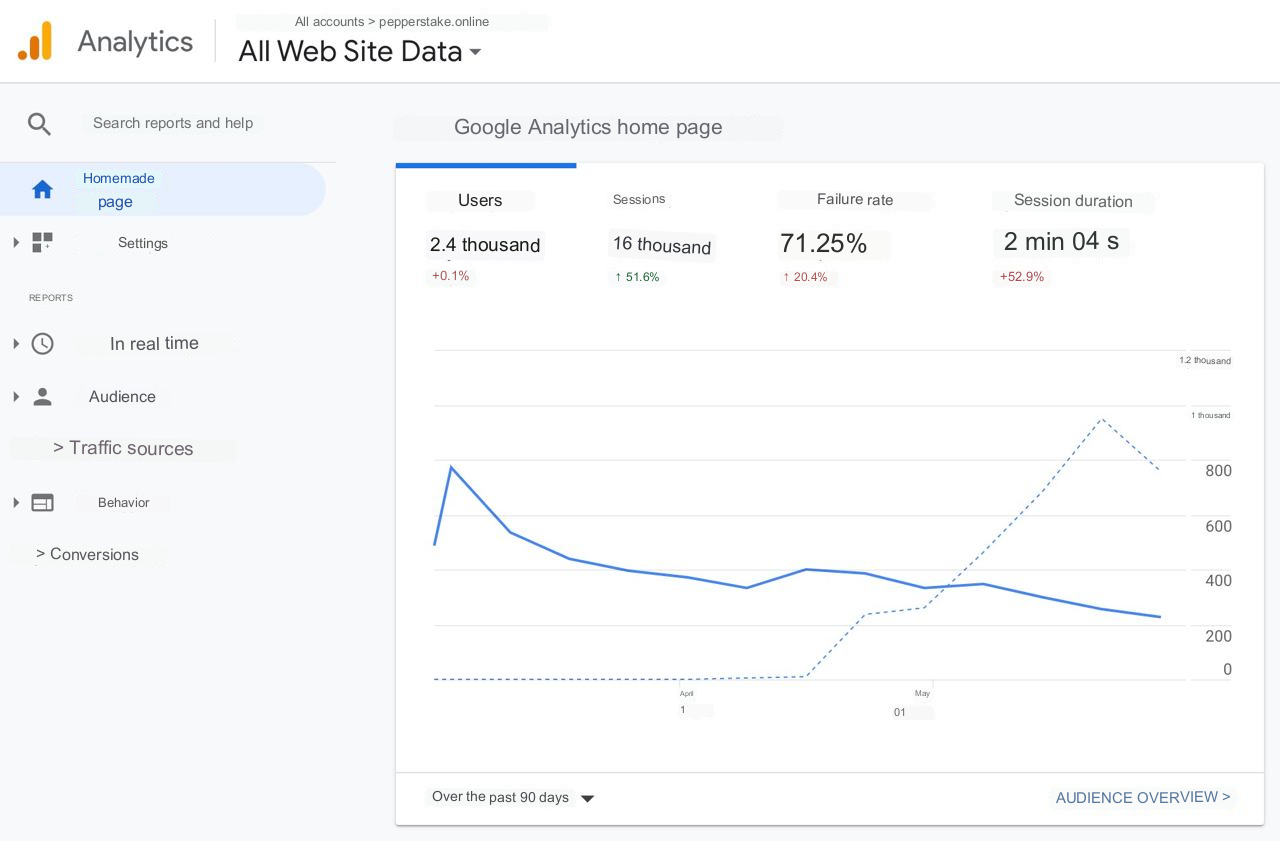 All accounts > pepperstake.online
Analytics
All Web Site Data
Search reports and help
Google Analytics home page
Homemade
page
Settings
REPORTS
In real time
Audience
> Traffic sources
Behavior
> Conversions
Users
Sessions
Failure rate
Session duration
2.4 thousand
16 thousand
71.25%
2 min 04 s
+0.1%
↑ 51.6%
↑ 20.4%
+52.9%
1.2 thousand
1 thousand
800
600
400
200
0
April
1
May
01
Over the past 90 days
AUDIENCE OVERVIEW >